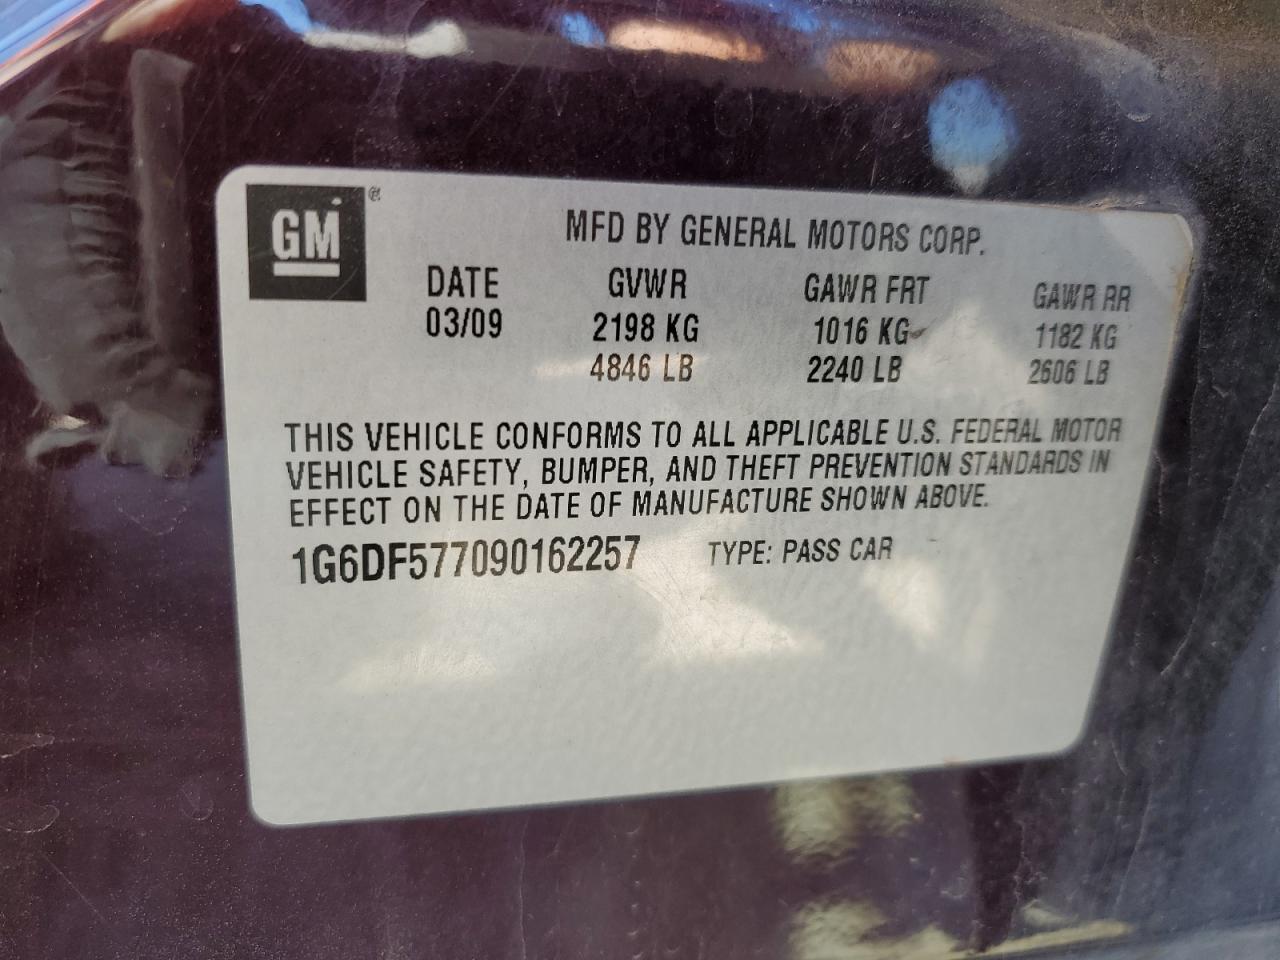 GM
MFD BY GENERAL MOTORS CORP.
DATE GVWR GAWR FRT GAWR RR
03/09 2198 KG 1016 KG 1182 KG
4846 LB 2240 LB 2606 LB
THIS VEHICLE CONFORMS TO ALL APPLICABLE U.S. FEDERAL MOTOR
VEHICLE SAFETY, BUMPER, AND THEFT PREVENTION STANDARDS IN
EFFECT ON THE DATE OF MANUFACTURE SHOWN ABOVE.
1G6DF577090162257 TYPE: PASS CAR